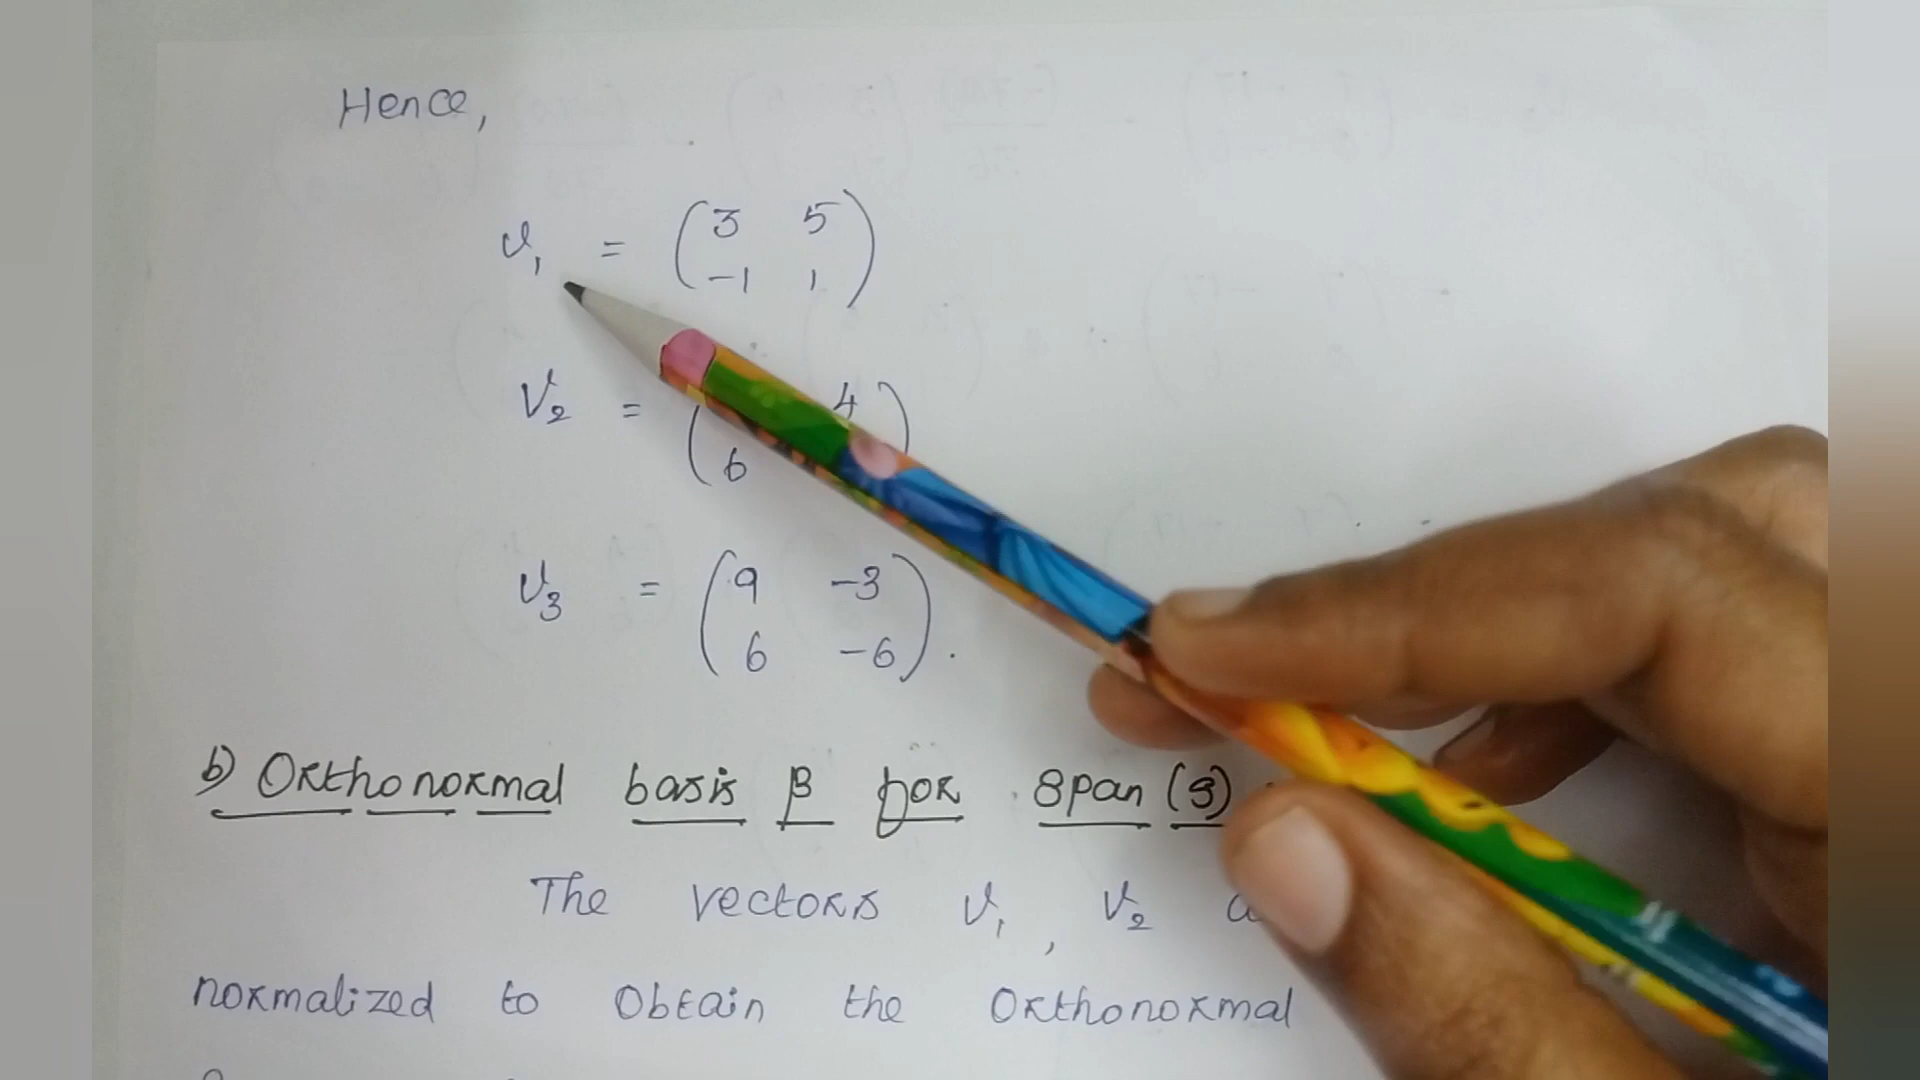 Hence,
v₁ = ( 3 5
-1 1 )
V₂ = ( 4
6 )
v₃ = ( 9 -3
6 -6 ).
b) Orthonormal basis β for span (S)
The vectors v₁, v₂
normalized to Obtain the Orthonormal